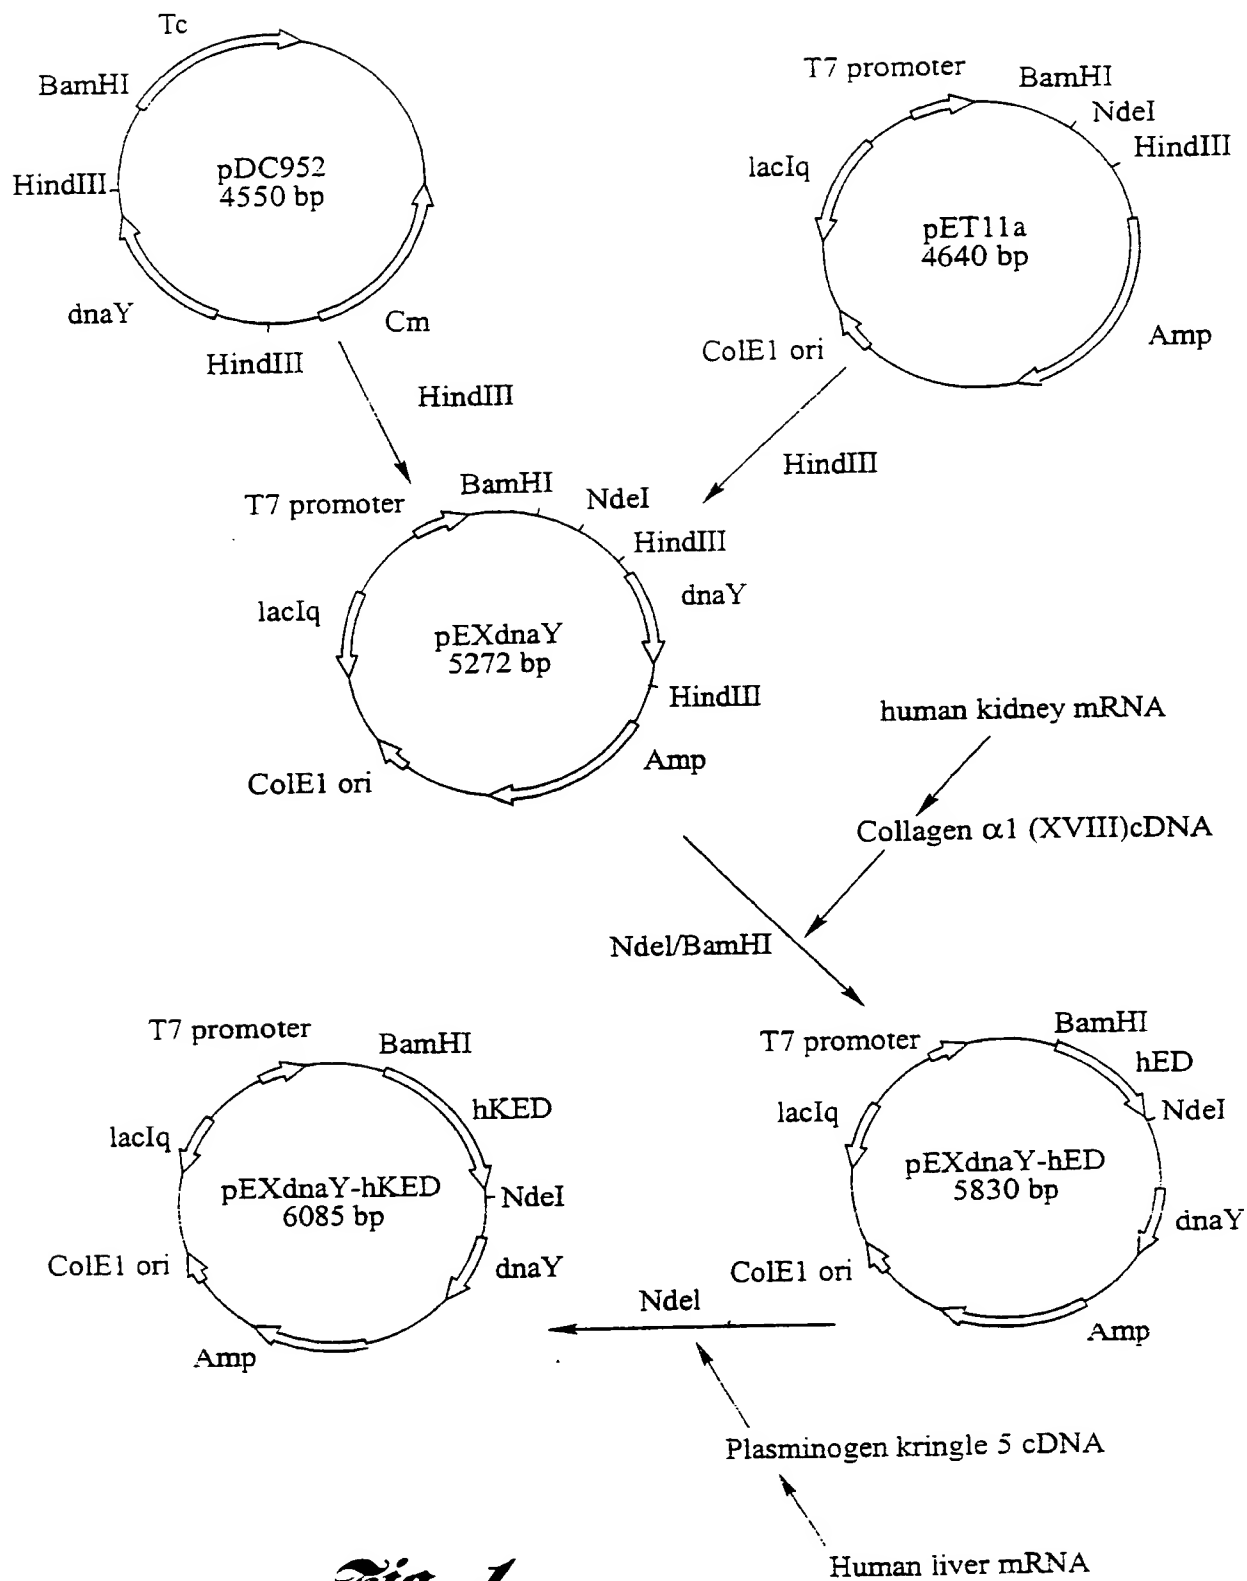 Tc
BamHI
HindIII
pDC952
4550 bp
dnaY
HindIII
Cm
T7 promoter
BamHI
NdeI
HindIII
lacIq
pET11a
4640 bp
ColE1 ori
Amp
HindIII
HindIII
T7 promoter
BamHI
NdeI
HindIII
dnaY
lacIq
pEXdnaY
5272 bp
HindIII
Amp
ColE1 ori
human kidney mRNA
Collagen α1 (XVIII)cDNA
NdeI/BamHI
T7 promoter
BamHI
hED
NdeI
lacIq
pEXdnaY-hED
5830 bp
dnaY
ColE1 ori
Amp
T7 promoter
BamHI
hKED
lacIq
pEXdnaY-hKED
6085 bp
NdeI
ColE1 ori
dnaY
Amp
NdeI
Plasminogen kringle 5 cDNA
Human liver mRNA
Fig. 1